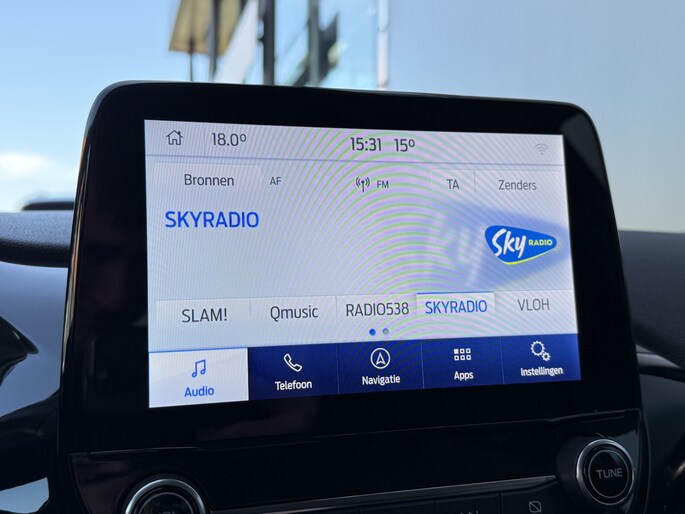 18.0° 15:31 15°
Bronnen AF FM TA Zenders
SKYRADIO
Sky RADIO
SLAM! Qmusic RADIO538 SKYRADIO VLOH
Audio Telefoon Navigatie Apps Instellingen
TUNE